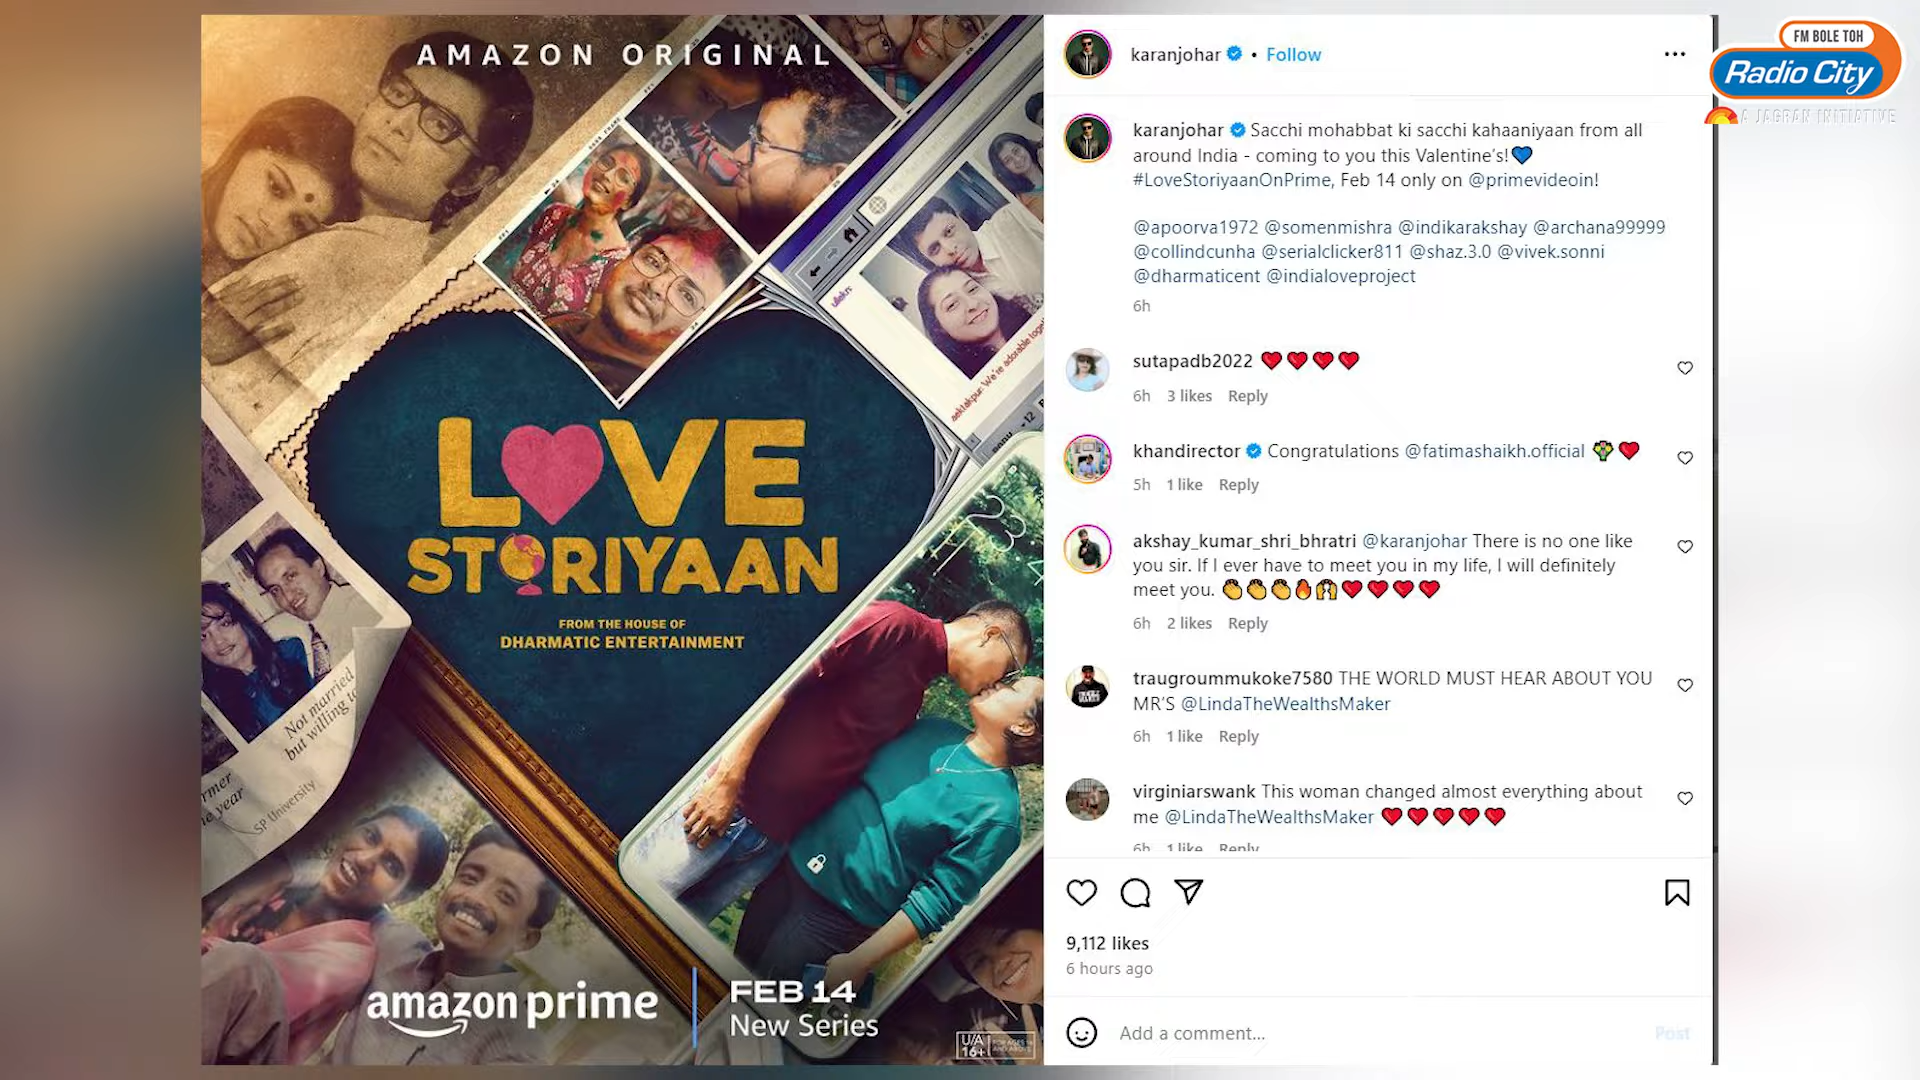 AMAZON ORIGINAL
LOVE
STORIYAAN
FROM THE HOUSE OF
DHARMATIC ENTERTAINMENT
Not married
but willing to
SP University
amazon prime
FEB 14
New Series
U/A
16+
karanjohar • Follow
karanjohar Sacchi mohabbat ki sacchi kahaaniyaan from all
around India - coming to you this Valentine's!💙
#LoveStoriyaanOnPrime, Feb 14 only on @primevideoin!
@apoorva1972 @somenmishra @indikarakshay @archana99999
@collindcunha @serialclicker811 @shaz.3.0 @vivek.sonni
@dharmaticent @indialoveproject
6h
sutapadb2022 ❤️❤️❤️❤️
6h 3 likes Reply
khandirector Congratulations @fatimashaikh.official 💐❤️
5h 1 like Reply
akshay_kumar_shri_bhratri @karanjohar There is no one like
you sir. If I ever have to meet you in my life, I will definitely
meet you. 👏👏👏🔥🙌❤️❤️❤️❤️
6h 2 likes Reply
traugroummukoke7580 THE WORLD MUST HEAR ABOUT YOU
MR'S @LindaTheWealthsMaker
6h 1 like Reply
virginiarswank This woman changed almost everything about
me @LindaTheWealthsMaker ❤️❤️❤️❤️❤️
6h 1 like Reply
9,112 likes
6 hours ago
Add a comment...
Post
FM BOLE TOH
Radio City
A JAGRAN INITIATIVE